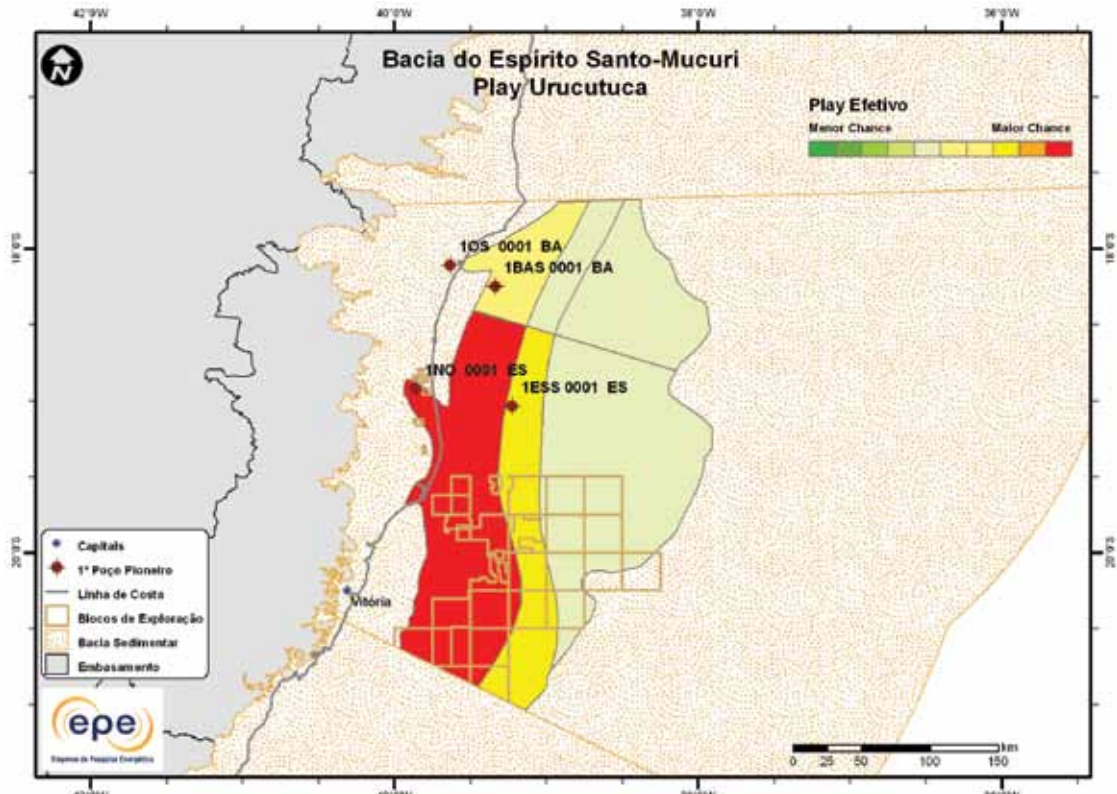 42°0'W 40°0'W 38°0'W 36°0'W
N
Bacia do Espírito Santo-Mucuri
Play Urucutuca
Play Efetivo
Menor Chance Maior Chance
18°0'S 18°0'S
1OS 0001 BA
1BAS 0001 BA
1NO 0001 ES
1ESS 0001 ES
20°0'S 20°0'S
Vitória
Capitais
1º Poço Pioneiro
Linha de Costa
Blocos de Exploração
Bacia Sedimentar
Embasamento
epe
Empresa de Pesquisa Energética
km
0 25 50 100 150